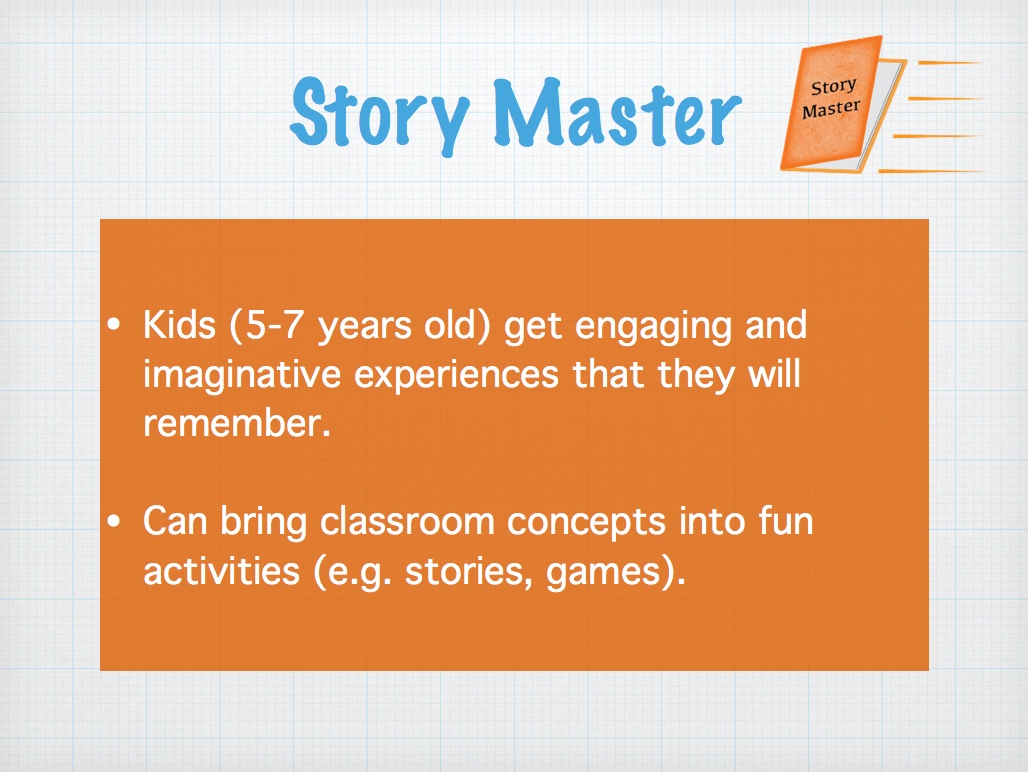 Story Master
Story
Master
• Kids (5-7 years old) get engaging and
imaginative experiences that they will
remember.
• Can bring classroom concepts into fun
activities (e.g. stories, games).